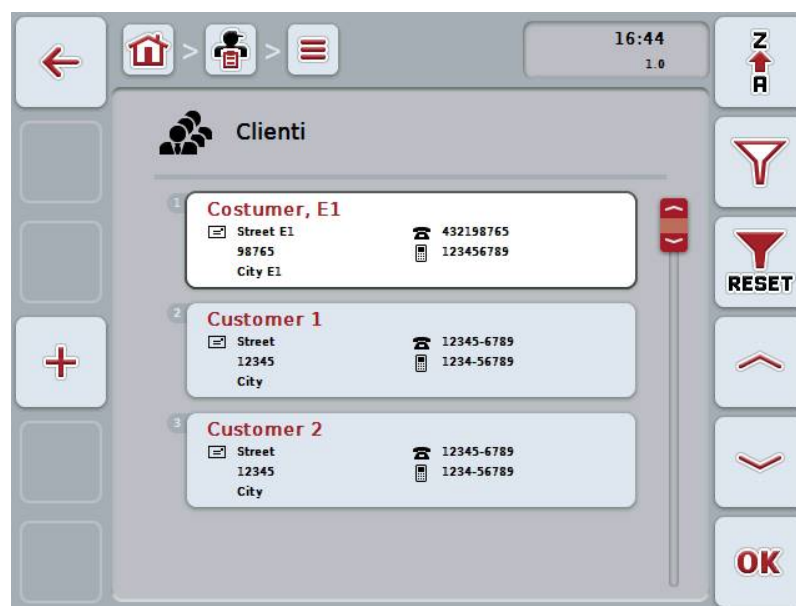 16:44
1.0
Z
A
Clienti
1
Costumer, E1
Street E1
432198765
98765
123456789
City E1
RESET
2
Customer 1
Street
12345-6789
12345
1234-56789
City
3
Customer 2
Street
12345-6789
12345
1234-56789
City
OK